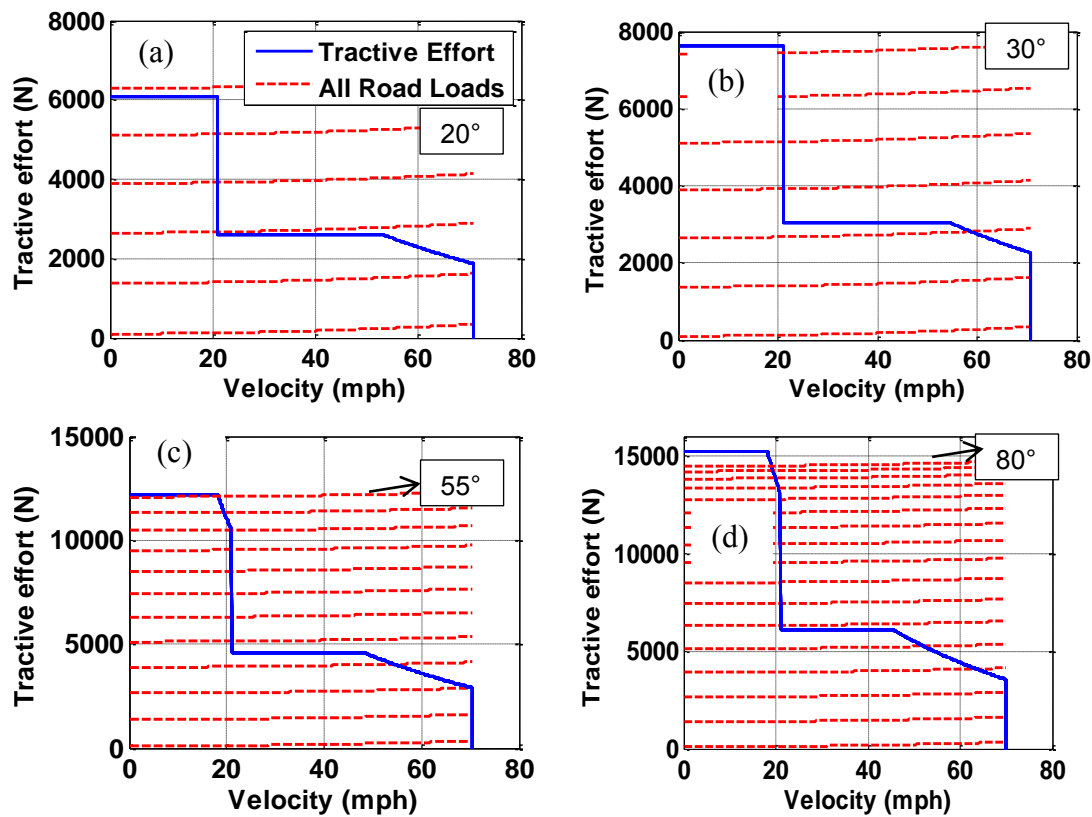 8000
6000
4000
2000
0
0 20 40 60 80
Tractive effort (N)
Velocity (mph)
(a)
Tractive Effort
All Road Loads
20°
8000
6000
4000
2000
0
0 20 40 60 80
Tractive effort (N)
Velocity (mph)
(b)
30°
15000
10000
5000
0
0 20 40 60 80
Tractive effort (N)
Velocity (mph)
(c)
55°
15000
10000
5000
0
0 20 40 60 80
Tractive effort (N)
Velocity (mph)
(d)
80°